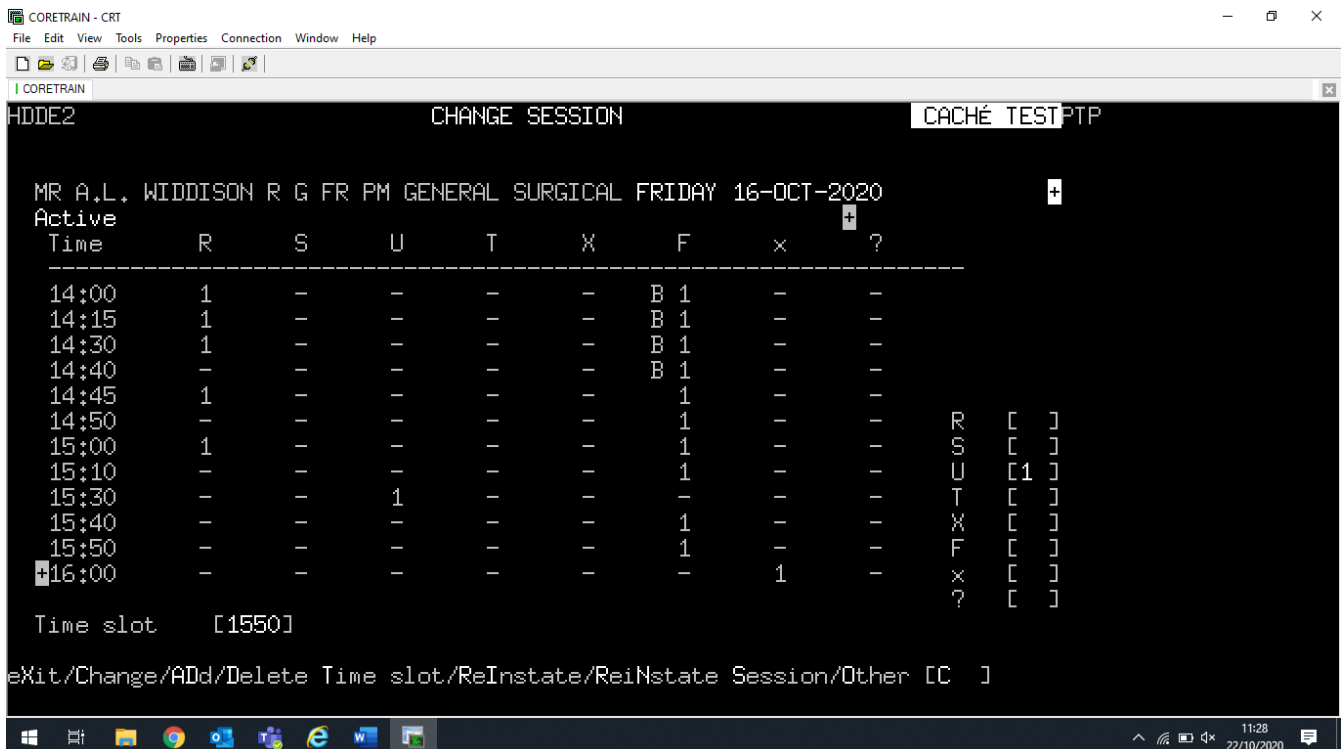 CORETRAIN - CRT
File Edit View Tools Properties Connection Window Help
CORETRAIN
HDDE2 CHANGE SESSION CACHÉ TESTPTP
MR A.L. WIDDISON R G FR PM GENERAL SURGICAL FRIDAY 16-OCT-2020 +
Active +
Time R S U T X F x ?
--------------------------------------------------------------------
14:00 1 - - - - B 1 - -
14:15 1 - - - - B 1 - -
14:30 1 - - - - B 1 - -
14:40 - - - - - B 1 - -
14:45 1 - - - - 1 - -
14:50 - - - - - 1 - - R [ ]
15:00 1 - - - - 1 - - S [ ]
15:10 - - - - - 1 - - U [1 ]
15:30 - - 1 - - - - - T [ ]
15:40 - - - - - 1 - - X [ ]
15:50 - - - - - 1 - - F [ ]
+16:00 - - - - - - 1 - x [ ]
? [ ]
Time slot [1550]
eXit/Change/ADd/Delete Time slot/ReInstate/ReiNstate Session/Other [C ]
11:28
22/10/2020